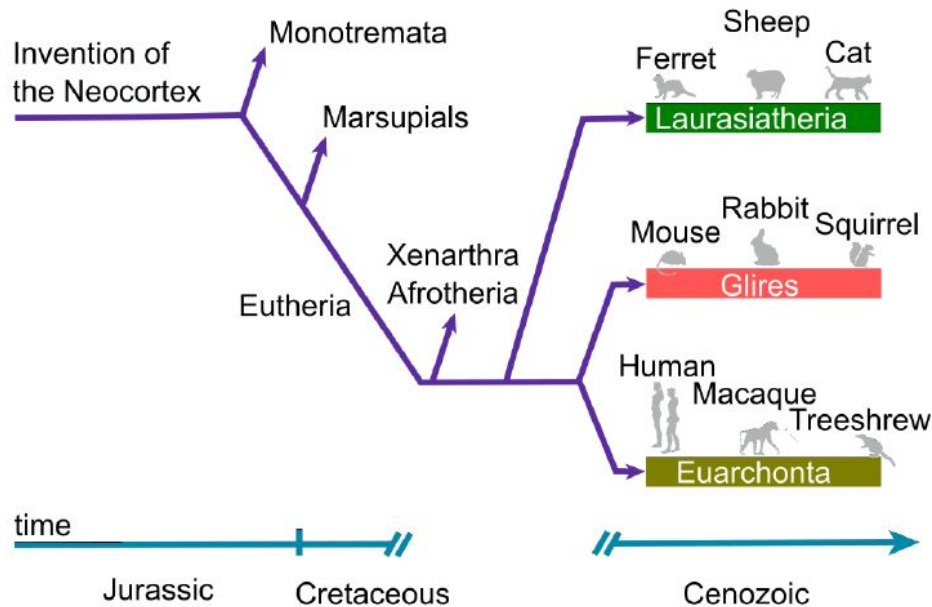 Invention of
the Neocortex
Monotremata
Marsupials
Eutheria
Xenarthra
Afrotheria
Sheep
Ferret
Cat
Laurasiatheria
Rabbit
Mouse
Squirrel
Glires
Human
Macaque
Treeshrew
Euarchonta
time
Jurassic
Cretaceous
Cenozoic